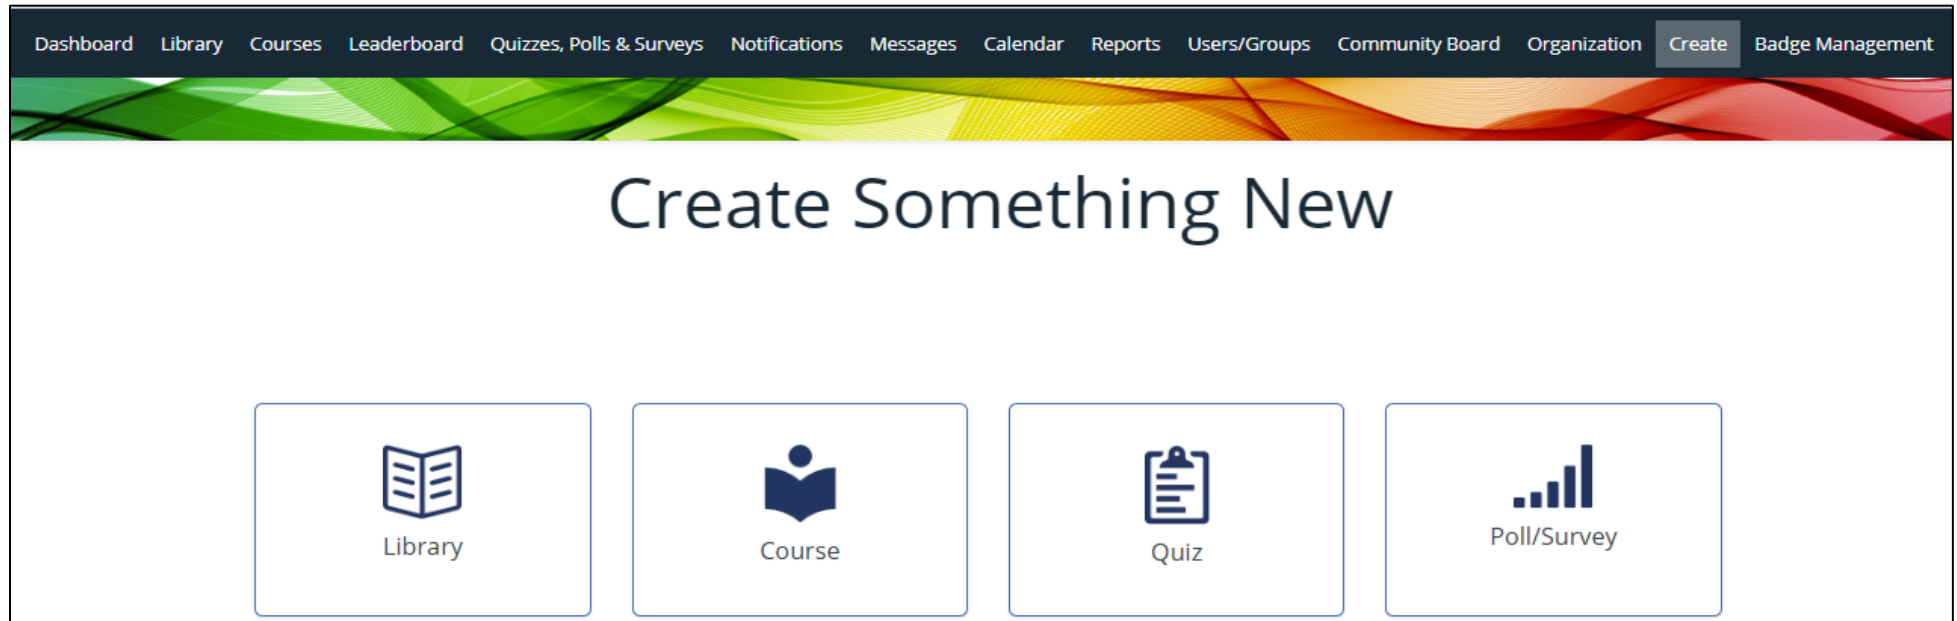 Dashboard Library Courses Leaderboard Quizzes, Polls & Surveys Notifications Messages Calendar Reports Users/Groups Community Board Organization Create Badge Management
Create Something New
Library
Course
Quiz
Poll/Survey